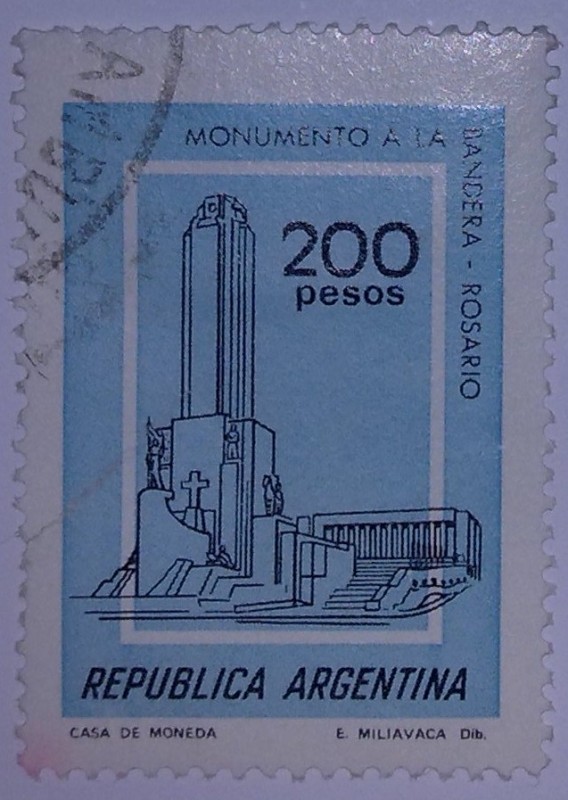 MONUMENTO A LA
BANDERA - ROSARIO
200
pesos
REPUBLICA ARGENTINA
CASA DE MONEDA
E. MILIAVACA Dib.